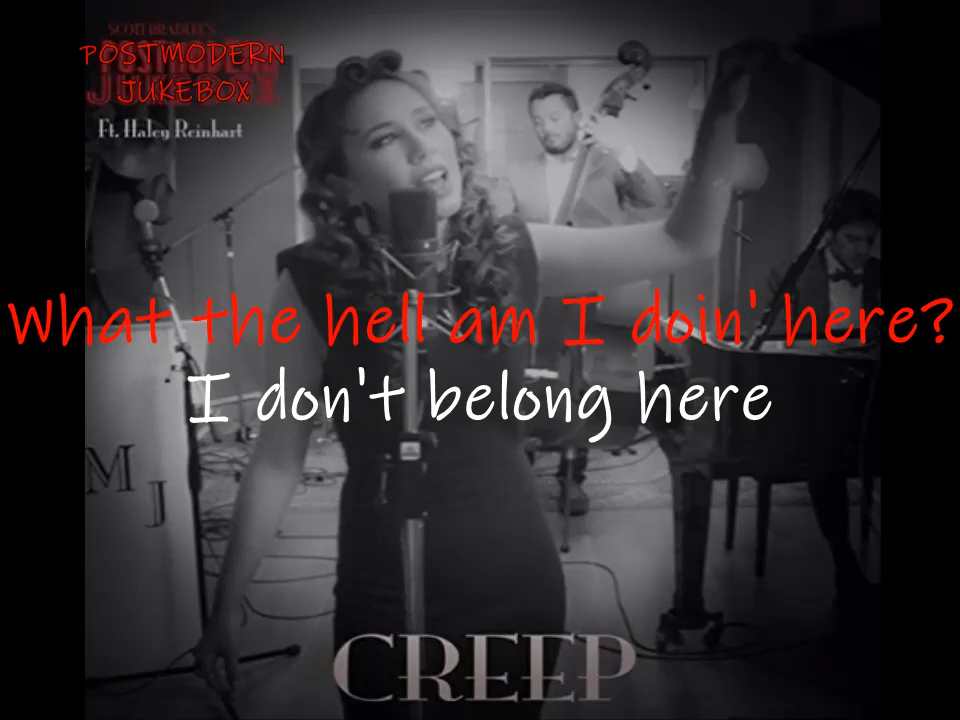 SCOTT BRADLEE'S
POSTMODERN
JUKEBOX
Ft. Haley Reinhart
What the hell am I doin' here?
I don't belong here
M
J
CREEP